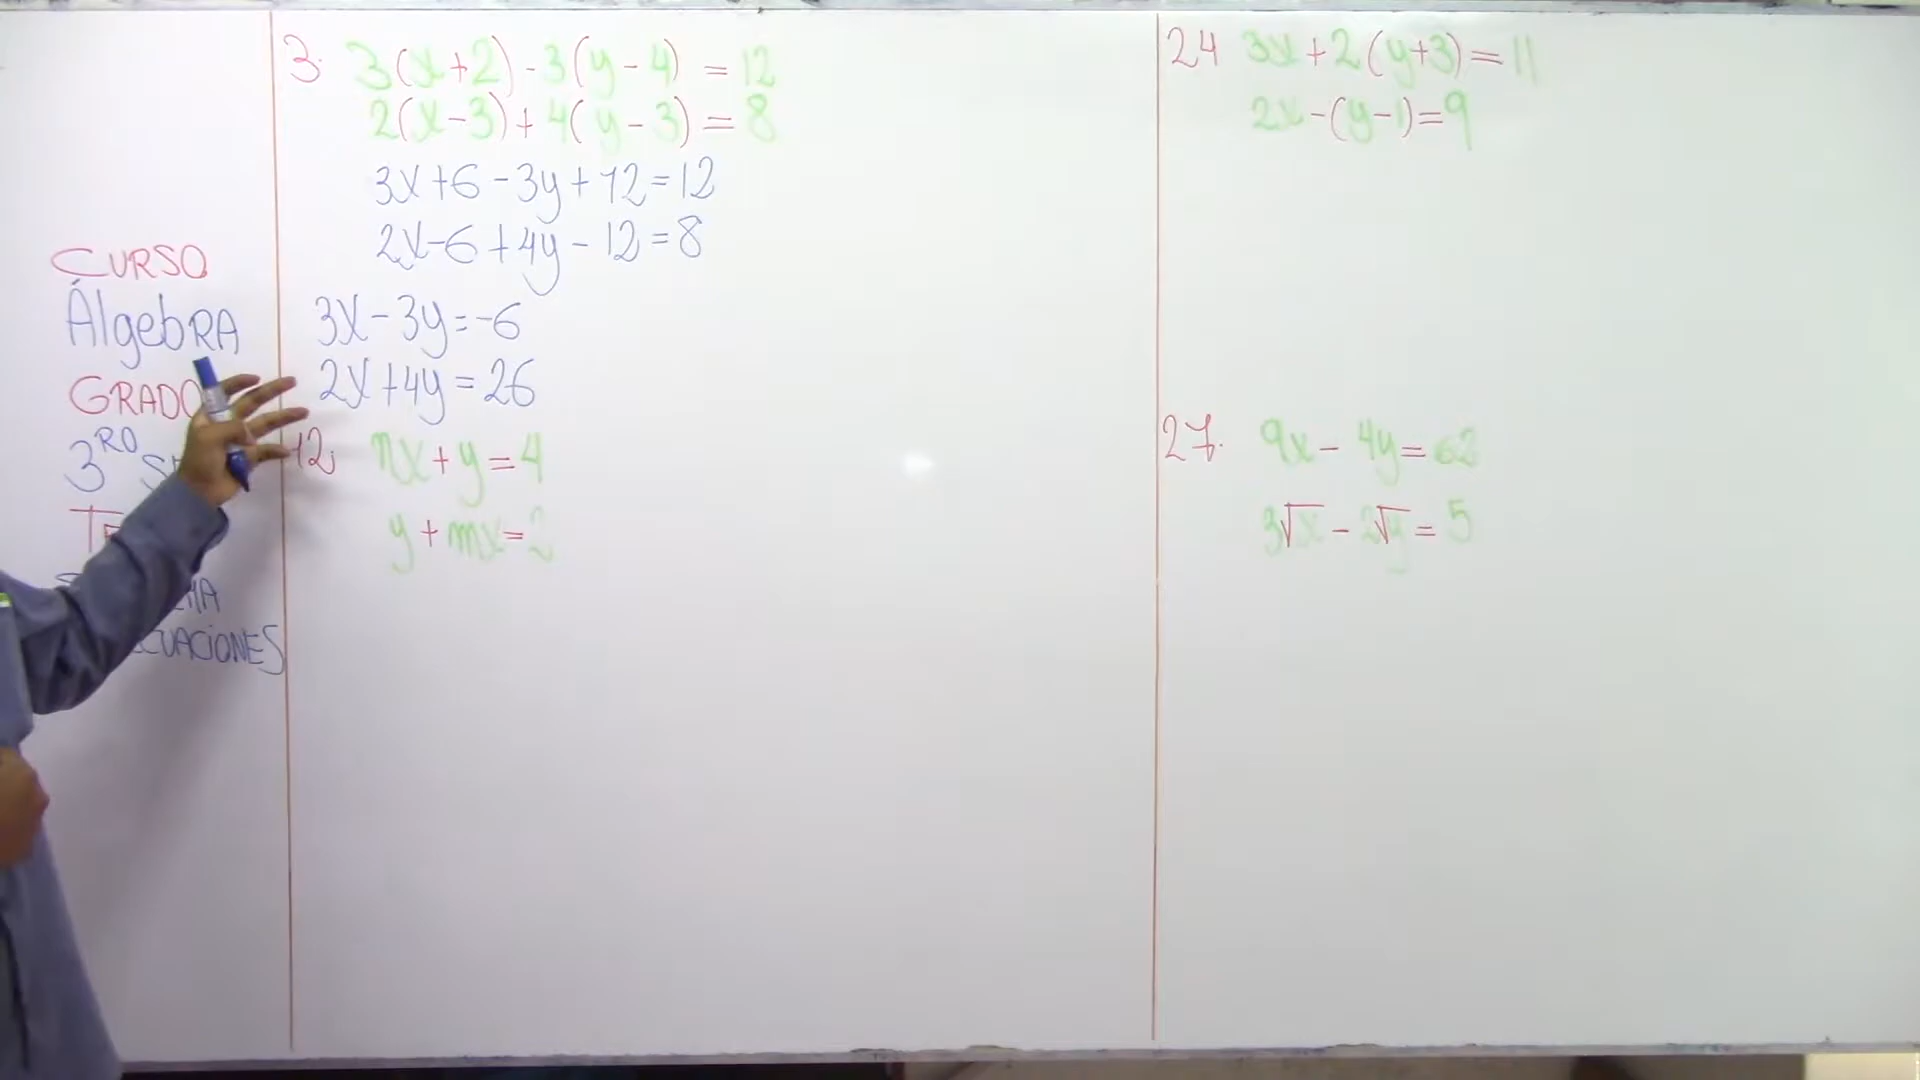 CURSO
Álgebra
GRADO
3RO
ECUACIONES
3. 3(x+2) - 3(y-4) = 12
2(x-3) + 4(y-3) = 8
3x+6-3y+12=12
2x-6+4y-12=8
3x-3y=-6
2x+4y=26
12. nx+y=4
y+mx=2
24 3x+2(y+3)=11
2x-(y-1)=9
27. 9x-4y=62
3√x-2√y=5